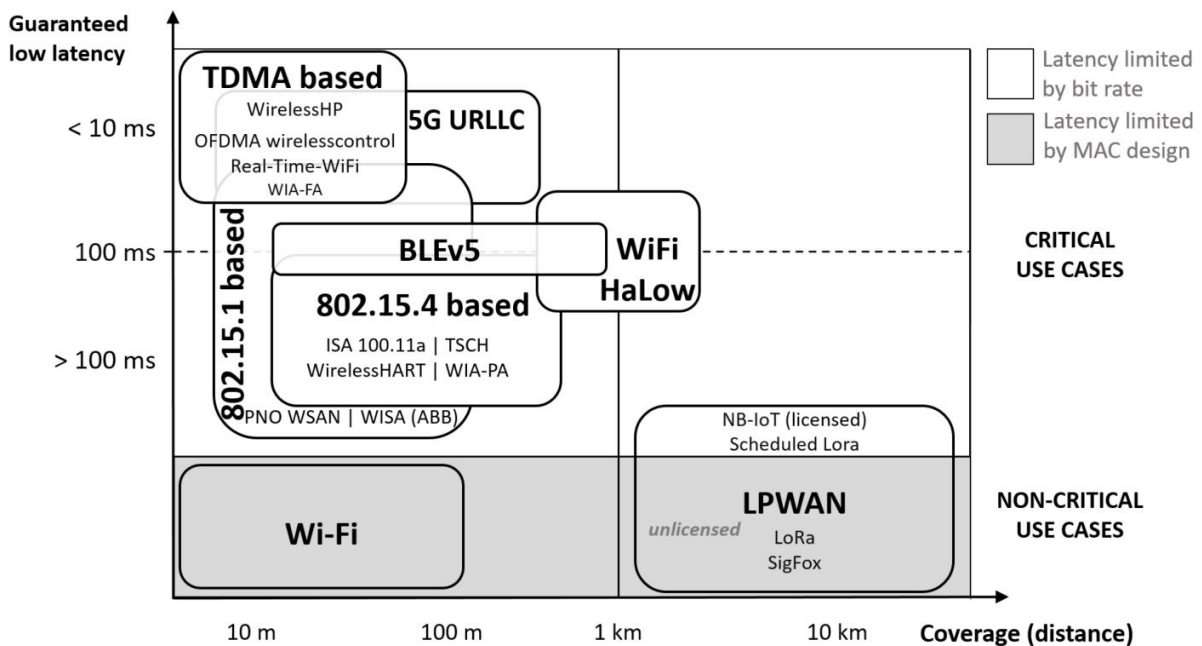 Guaranteed
low latency
< 10 ms
100 ms
> 100 ms
TDMA based
WirelessHP
OFDMA wirelesscontrol
Real-Time-WiFi
WIA-FA
5G URLLC
802.15.1 based
BLEv5
WiFi
HaLow
802.15.4 based
ISA 100.11a | TSCH
WirelessHART | WIA-PA
PNO WSAN | WISA (ABB)
NB-IoT (licensed)
Scheduled Lora
LPWAN
unlicensed
LoRa
SigFox
Wi-Fi
Latency limited
by bit rate
Latency limited
by MAC design
CRITICAL
USE CASES
NON-CRITICAL
USE CASES
10 m
100 m
1 km
10 km
Coverage (distance)